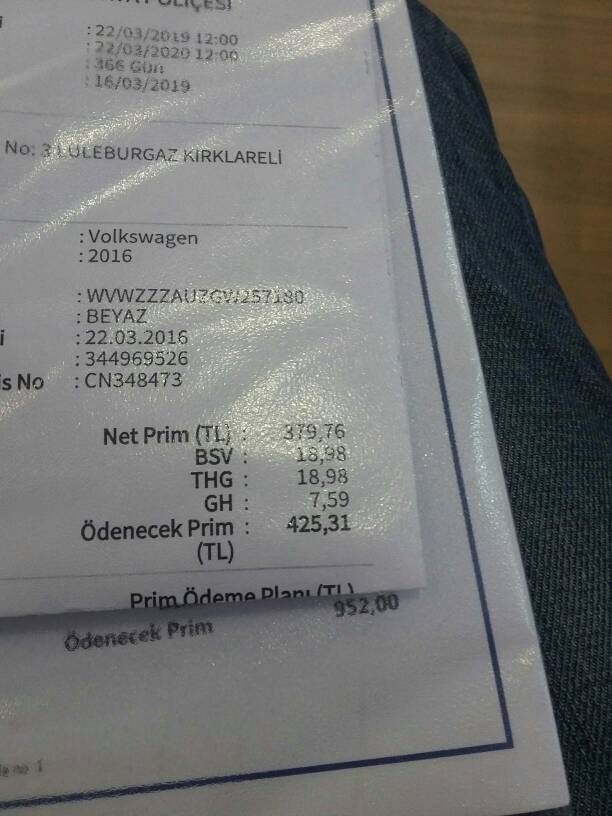 POLİÇESİ
: 22/03/2019 12:00
: 22/03/2020 12:00
: 366 Gün
: 16/03/2019
No: 3 LÜLEBURGAZ KIRKLARELİ
: Volkswagen
: 2016
: WVWZZZAUZGW257180
: BEYAZ
: 22.03.2016
: 344969526
is No : CN348473
Net Prim (TL) : 379,76
BSV : 18,98
THG : 18,98
GH : 7,59
Ödenecek Prim : 425,31
(TL)
Prim Ödeme Planı (TL)
Ödenecek Prim 952,00